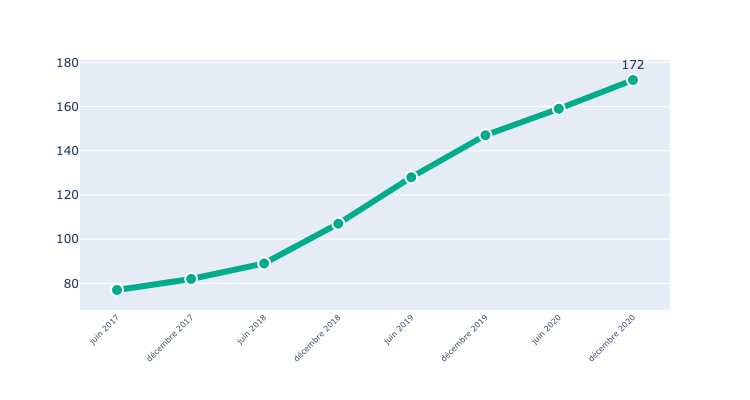 180
172
160
140
120
100
80
juin 2017
décembre 2017
juin 2018
décembre 2018
juin 2019
décembre 2019
juin 2020
décembre 2020